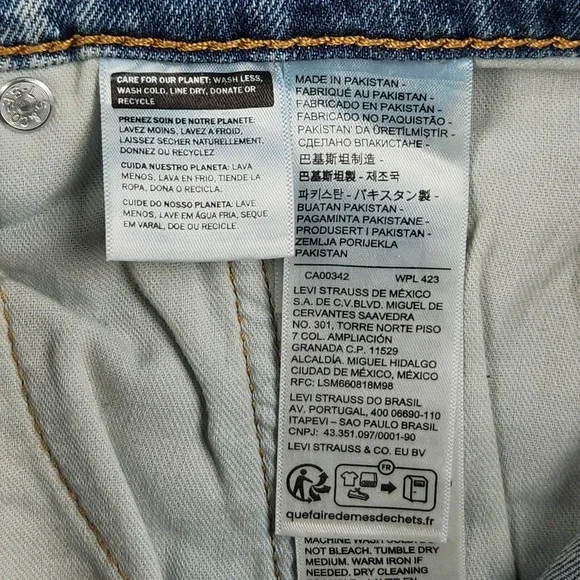 CARE FOR OUR PLANET: WASH LESS,
WASH COLD, LINE DRY, DONATE OR
RECYCLE
PRENEZ SOIN DE NOTRE PLANETE:
LAVEZ MOINS, LAVEZ A FROID,
LAISSEZ SECHER NATURELLEMENT,
DONNEZ OU RECYCLEZ
CUIDA NUESTRO PLANETA: LAVA
MENOS, LAVA EN FRIO, TIENDE LA
ROPA, DONA O RECICLA.
CUIDE DO NOSSO PLANETA: LAVE
MENOS, LAVE EM ÁGUA FRIA, SEQUE
EM VARAL, DOE OU RECICLE
MADE IN PAKISTAN -
FABRIQUÉ AU PAKISTAN -
FABRICADO EN PAKISTÁN -
FABRICADO NO PAQUISTÃO -
PAKISTAN´DA ÜRETİLMİŞTİR -
СДЕЛАНО ВПАКИСТАНЕ -
巴基斯坦制造 -
巴基斯坦製 - 제조국
파키스탄 - パキスタン製 -
BUATAN PAKISTAN -
PAGAMINTA PAKISTANE -
PRODUSERT I PAKISTAN -
ZEMLJA PORIJEKLA
PAKISTAN
CA00342 WPL 423
LEVI STRAUSS DE MÉXICO
S.A. DE C.V.BLVD. MIGUEL DE
CERVANTES SAAVEDRA
NO. 301, TORRE NORTE PISO
7 COL. AMPLIACIÓN
GRANADA C.P. 11529
ALCALDÍA. MIGUEL HIDALGO
CIUDAD DE MÉXICO, MÉXICO
RFC: LSM660818M98
LEVI STRAUSS DO BRASIL
AV. PORTUGAL, 400 06690-110
ITAPEVI – SAO PAULO BRASIL
CNPJ: 43.351.097/0001-90
LEVI STRAUSS & CO. EU BV
FR
quefairedemesdechets.fr
MACHINE WASH COLD
NOT BLEACH. TUMBLE DRY
MEDIUM. WARM IRON IF
NEEDED. DO NOT DRY